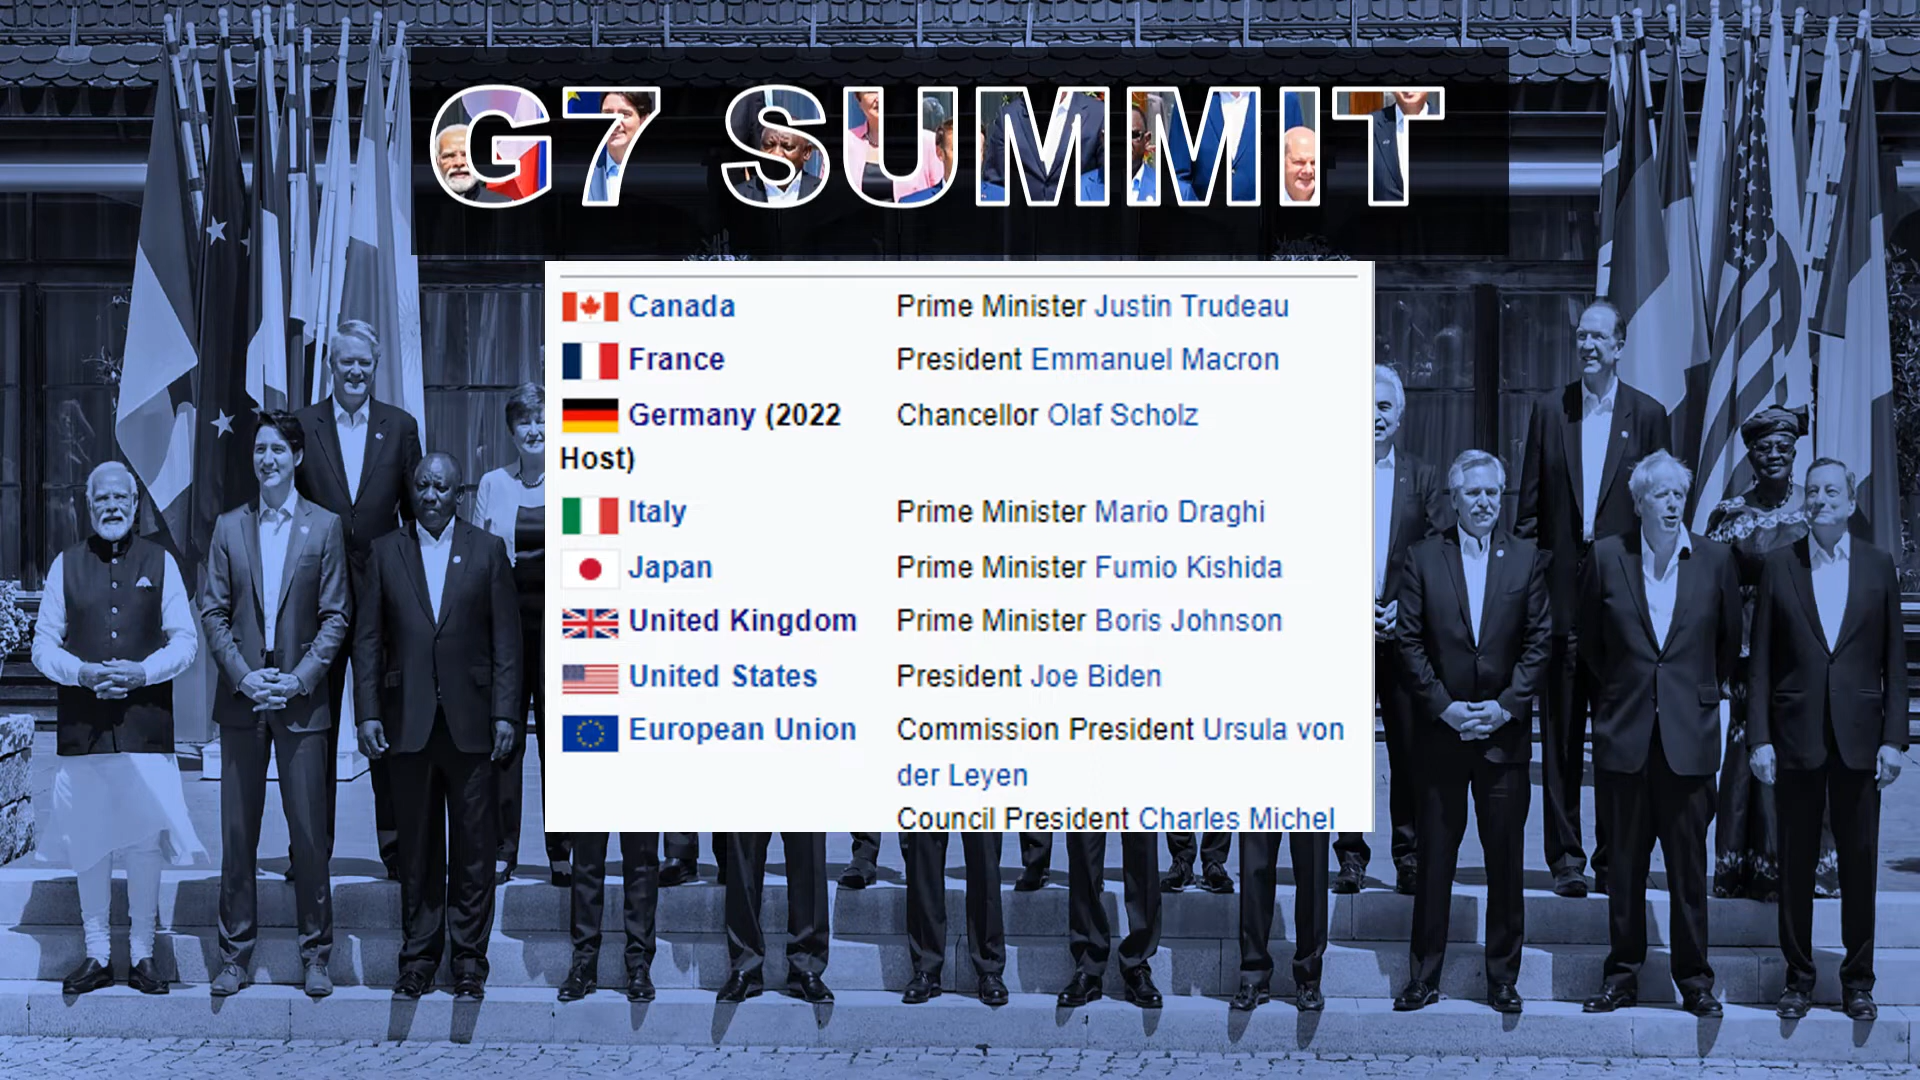 G7 SUMMIT
Canada Prime Minister Justin Trudeau
France President Emmanuel Macron
Germany (2022 Chancellor Olaf Scholz
Host)
Italy Prime Minister Mario Draghi
Japan Prime Minister Fumio Kishida
United Kingdom Prime Minister Boris Johnson
United States President Joe Biden
European Union Commission President Ursula von
der Leyen
Council President Charles Michel